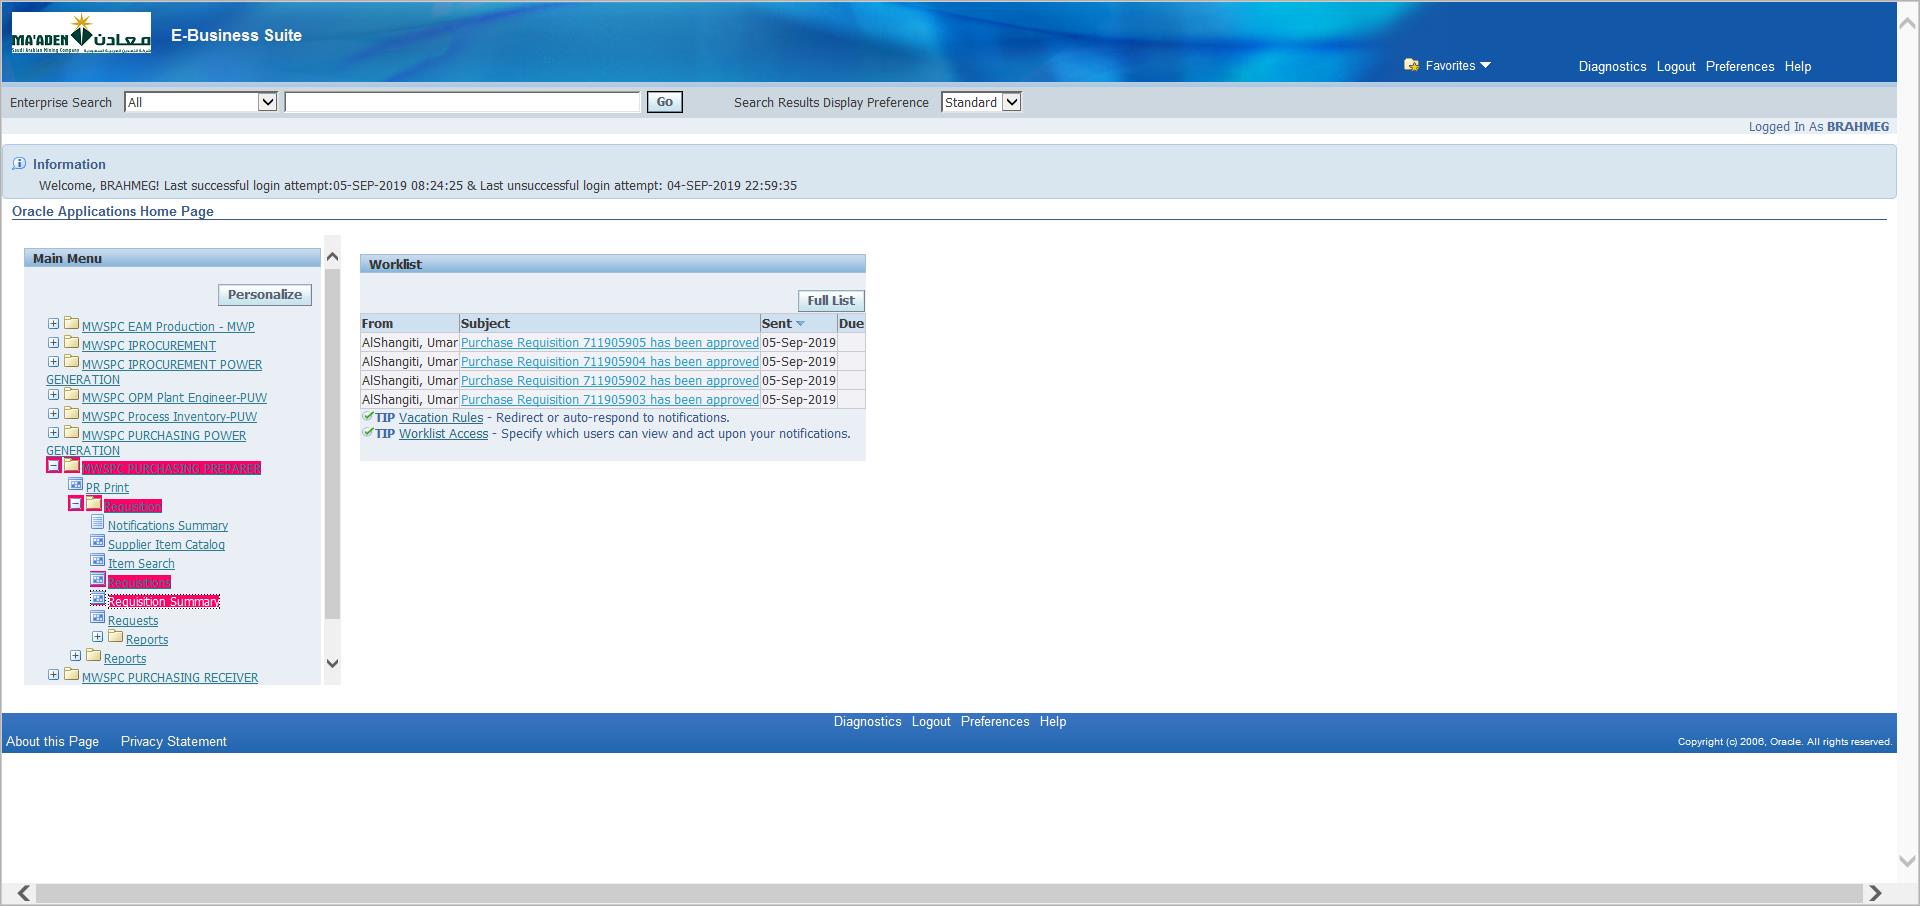 MA'ADEN معادن
Saudi Arabian Mining Company
E-Business Suite
Favorites
Diagnostics Logout Preferences Help
Enterprise Search All Go Search Results Display Preference Standard
Logged In As BRAHMEG
Information
Welcome, BRAHMEG! Last successful login attempt:05-SEP-2019 08:24:25 & Last unsuccessful login attempt: 04-SEP-2019 22:59:35
Oracle Applications Home Page
Main Menu
Personalize
MWSPC EAM Production - MWP
MWSPC IPROCUREMENT
MWSPC IPROCUREMENT POWER
GENERATION
MWSPC OPM Plant Engineer-PUW
MWSPC Process Inventory-PUW
MWSPC PURCHASING POWER
GENERATION
MWSPC PURCHASING PREPARER
PR Print
Requisition
Notifications Summary
Supplier Item Catalog
Item Search
Requisitions
Requisition Summary
Requests
Reports
Reports
MWSPC PURCHASING RECEIVER
Worklist
Full List
From Subject Sent Due
AlShangiti, Umar Purchase Requisition 711905905 has been approved 05-Sep-2019
AlShangiti, Umar Purchase Requisition 711905904 has been approved 05-Sep-2019
AlShangiti, Umar Purchase Requisition 711905902 has been approved 05-Sep-2019
AlShangiti, Umar Purchase Requisition 711905903 has been approved 05-Sep-2019
TIP Vacation Rules - Redirect or auto-respond to notifications.
TIP Worklist Access - Specify which users can view and act upon your notifications.
Diagnostics Logout Preferences Help
About this Page Privacy Statement
Copyright (c) 2006, Oracle. All rights reserved.